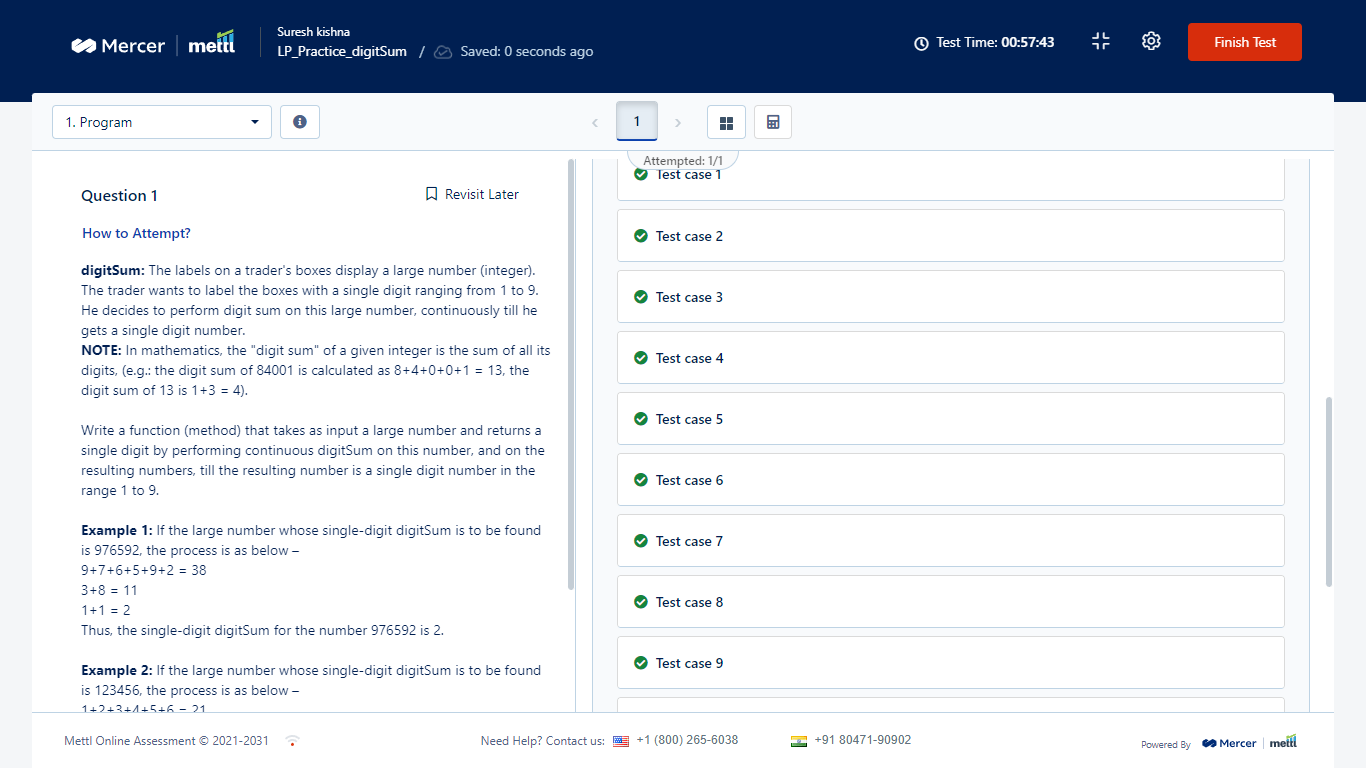 Mercer mettl
Suresh kishna
LP_Practice_digitSum / Saved: 0 seconds ago
Test Time: 00:57:43
Finish Test
1. Program
1
Attempted: 1/1
Question 1
Revisit Later
How to Attempt?
digitSum: The labels on a trader's boxes display a large number (integer).
The trader wants to label the boxes with a single digit ranging from 1 to 9.
He decides to perform digit sum on this large number, continuously till he
gets a single digit number.
NOTE: In mathematics, the "digit sum" of a given integer is the sum of all its
digits, (e.g.: the digit sum of 84001 is calculated as 8+4+0+0+1 = 13, the
digit sum of 13 is 1+3 = 4).
Write a function (method) that takes as input a large number and returns a
single digit by performing continuous digitSum on this number, and on the
resulting numbers, till the resulting number is a single digit number in the
range 1 to 9.
Example 1: If the large number whose single-digit digitSum is to be found
is 976592, the process is as below –
9+7+6+5+9+2 = 38
3+8 = 11
1+1 = 2
Thus, the single-digit digitSum for the number 976592 is 2.
Example 2: If the large number whose single-digit digitSum is to be found
is 123456, the process is as below –
1+2+3+4+5+6 = 21
Test case 1
Test case 2
Test case 3
Test case 4
Test case 5
Test case 6
Test case 7
Test case 8
Test case 9
Mettl Online Assessment © 2021-2031
Need Help? Contact us: +1 (800) 265-6038
+91 80471-90902
Powered By Mercer mettl